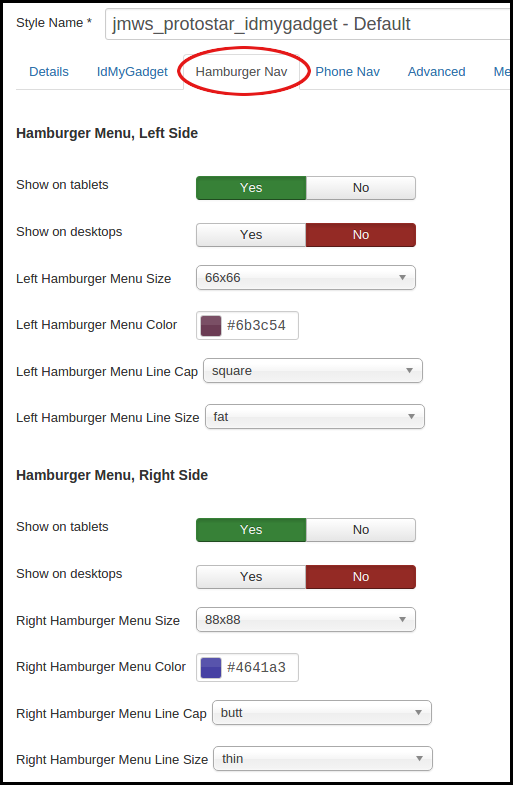 Style Name * jmws_protostar_idmygadget - Default
Details IdMyGadget Hamburger Nav Phone Nav Advanced Me
Hamburger Menu, Left Side
Show on tablets Yes No
Show on desktops Yes No
Left Hamburger Menu Size 66x66
Left Hamburger Menu Color #6b3c54
Left Hamburger Menu Line Cap square
Left Hamburger Menu Line Size fat
Hamburger Menu, Right Side
Show on tablets Yes No
Show on desktops Yes No
Right Hamburger Menu Size 88x88
Right Hamburger Menu Color #4641a3
Right Hamburger Menu Line Cap butt
Right Hamburger Menu Line Size thin